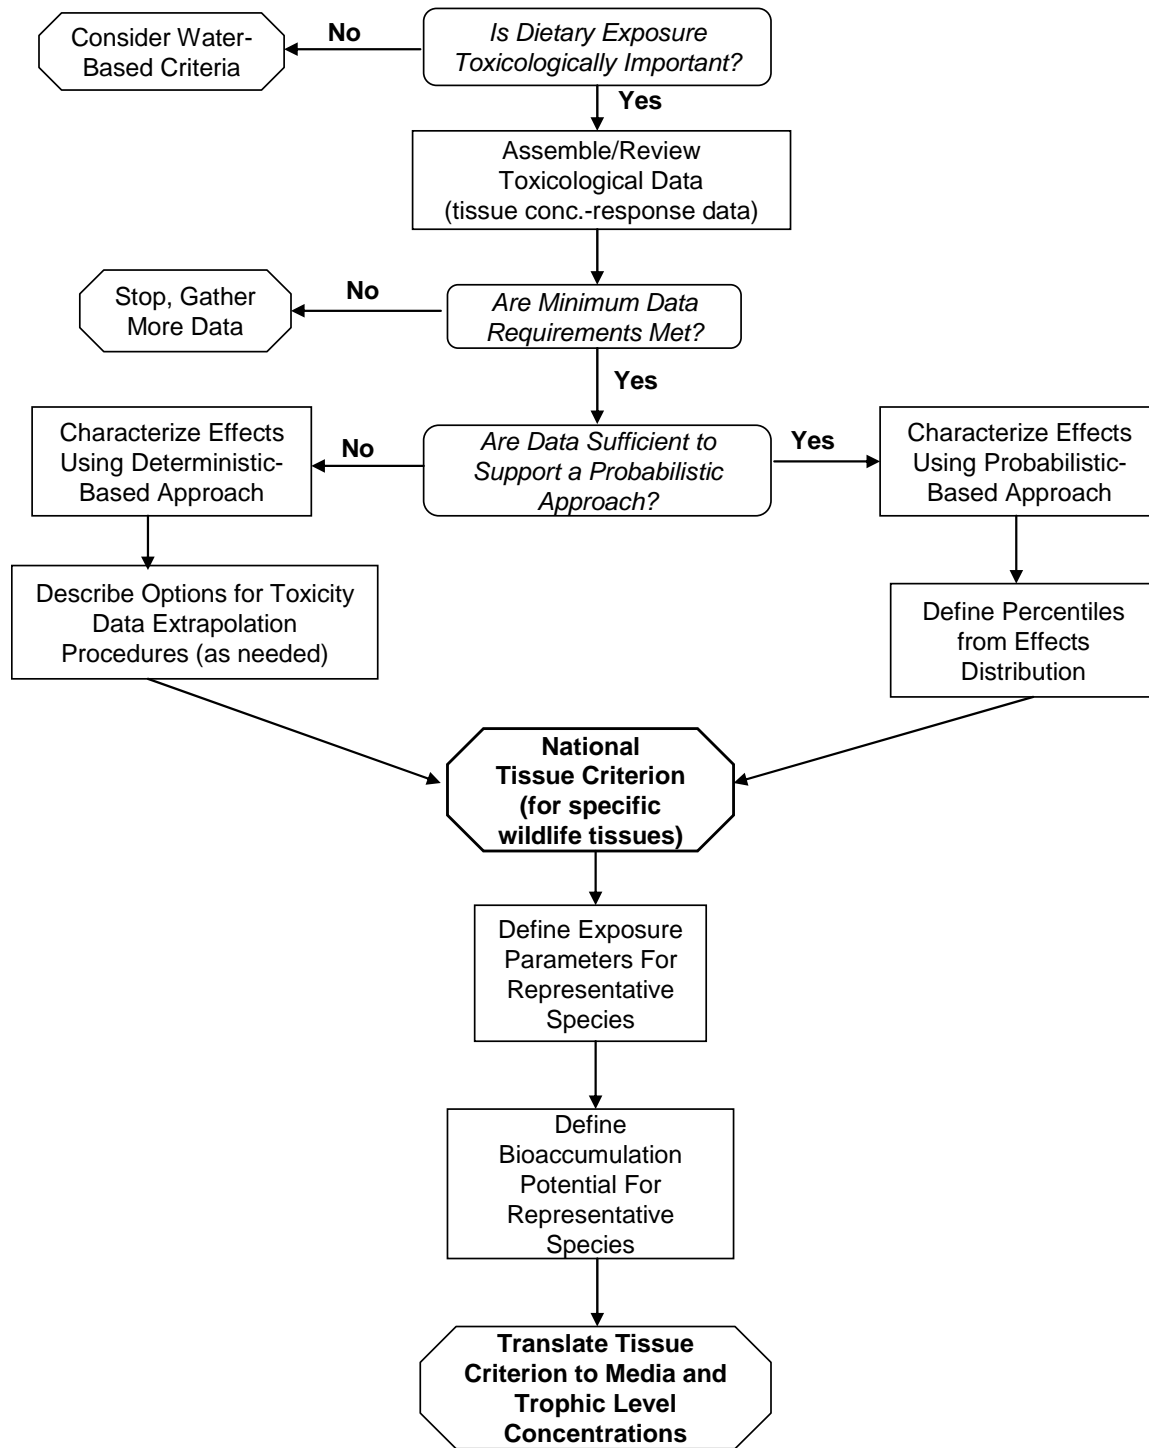 Consider Water-
Based Criteria
No
Is Dietary Exposure
Toxicologically Important?
Yes
Assemble/Review
Toxicological Data
(tissue conc.-response data)
Stop, Gather
More Data
No
Are Minimum Data
Requirements Met?
Yes
Characterize Effects
Using Deterministic-
Based Approach
No
Are Data Sufficient to
Support a Probabilistic
Approach?
Yes
Characterize Effects
Using Probabilistic-
Based Approach
Describe Options for Toxicity
Data Extrapolation
Procedures (as needed)
Define Percentiles
from Effects
Distribution
National
Tissue Criterion
(for specific
wildlife tissues)
Define Exposure
Parameters For
Representative
Species
Define
Bioaccumulation
Potential For
Representative
Species
Translate Tissue
Criterion to Media and
Trophic Level
Concentrations